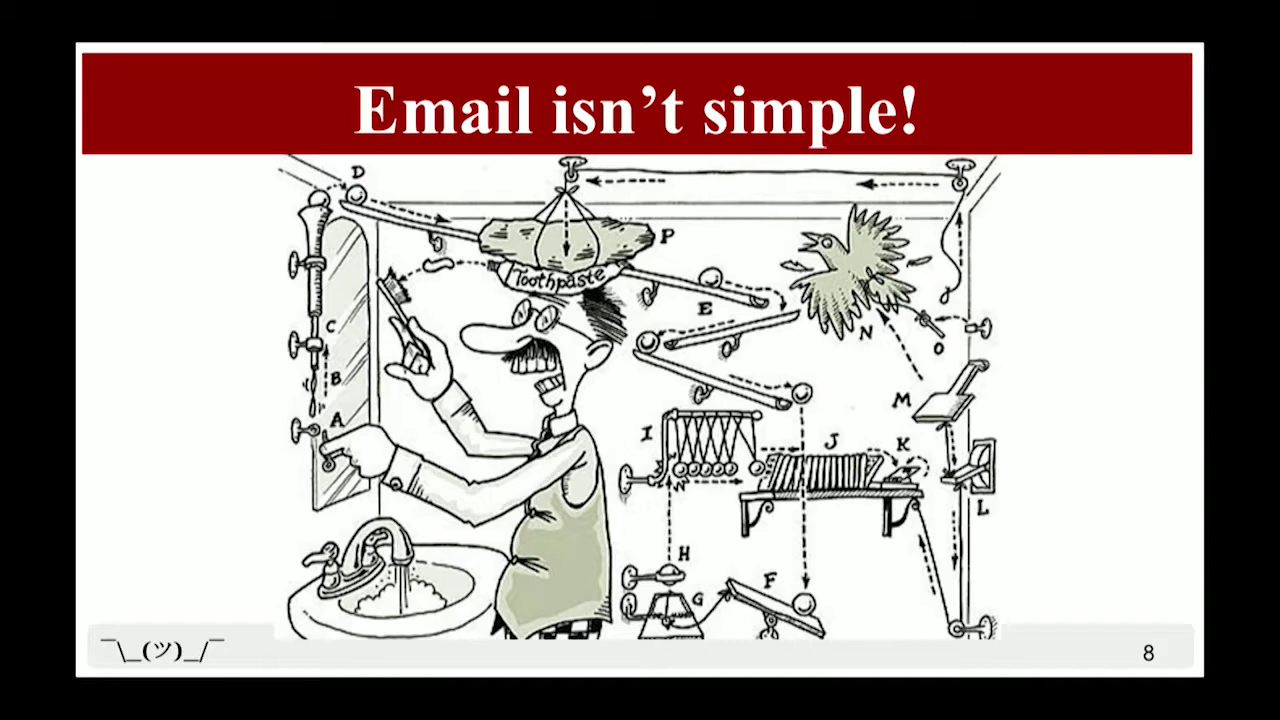 Email isn’t simple!
D
P
Toothpaste
E
C
N
O
B
M
A
I
J
K
L
H
F
G
¯\_(ツ)_/¯
8